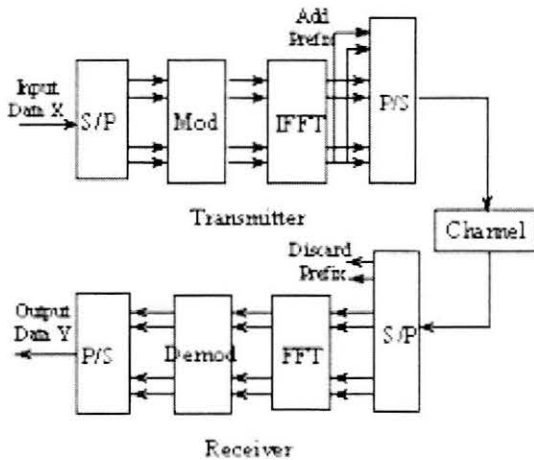 Add
Prefix
Input
Data X
S/P
Mod
IFFT
P/S
Transmitter
Channel
Discard
Prefix
Output
Data Y
P/S
Demod
FFT
S/P
Receiver